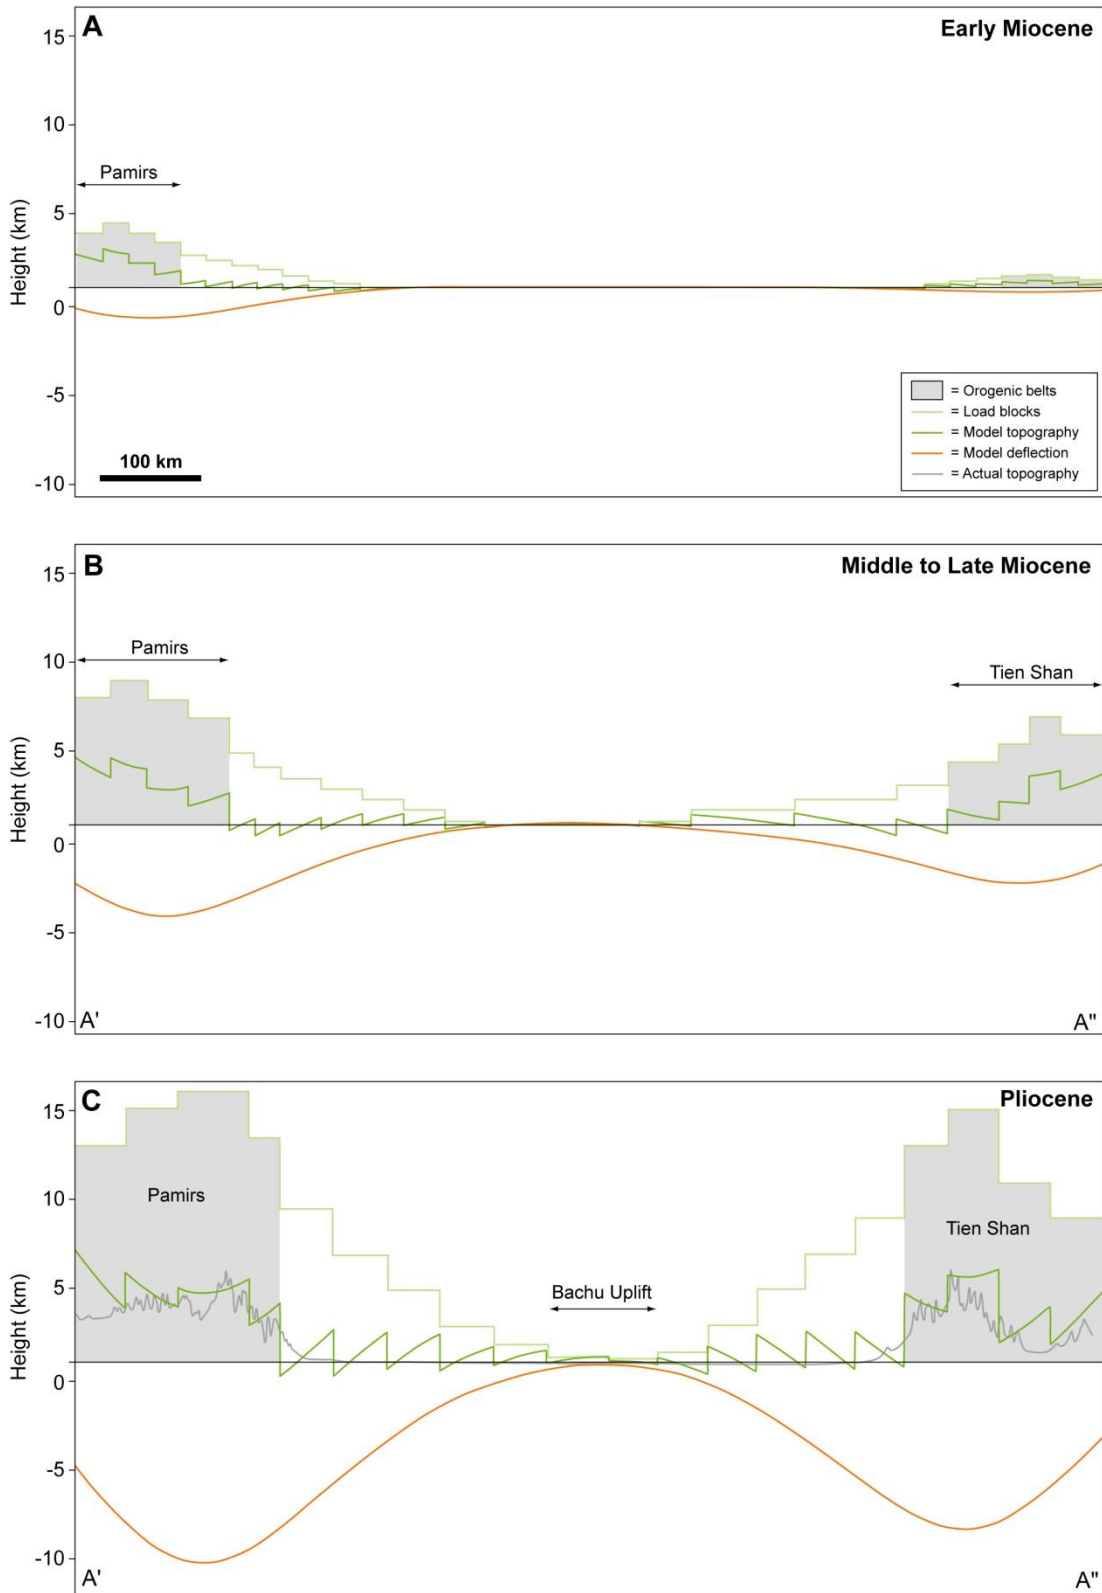 A
Early Miocene
15
10
Pamirs
5
Height (km)
0
-5
= Orogenic belts
= Load blocks
= Model topography
= Model deflection
= Actual topography
100 km
-10
B
Middle to Late Miocene
15
Pamirs
10
Tien Shan
5
Height (km)
0
-5
-10
A'
A"
C
Pliocene
15
Pamirs
10
Tien Shan
5
Bachu Uplift
Height (km)
0
-5
-10
A'
A"